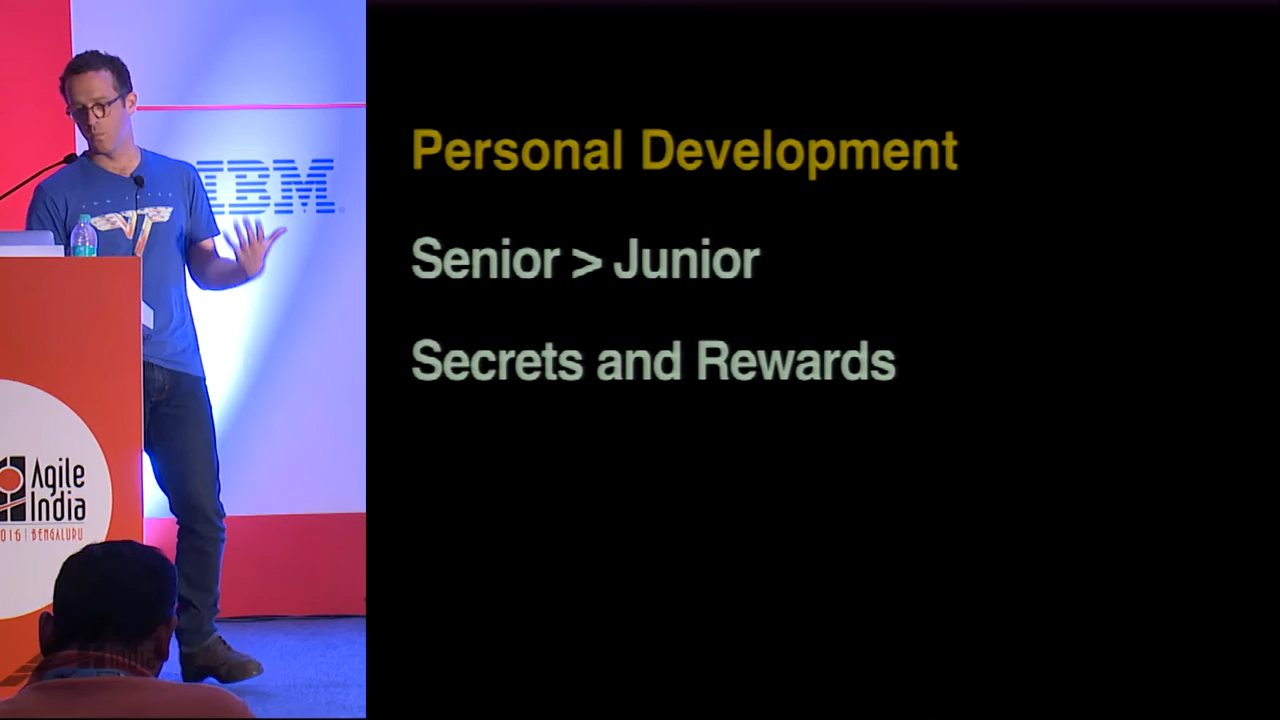 IBM
Agile
India
2016 | BENGALURU
Personal Development
Senior > Junior
Secrets and Rewards